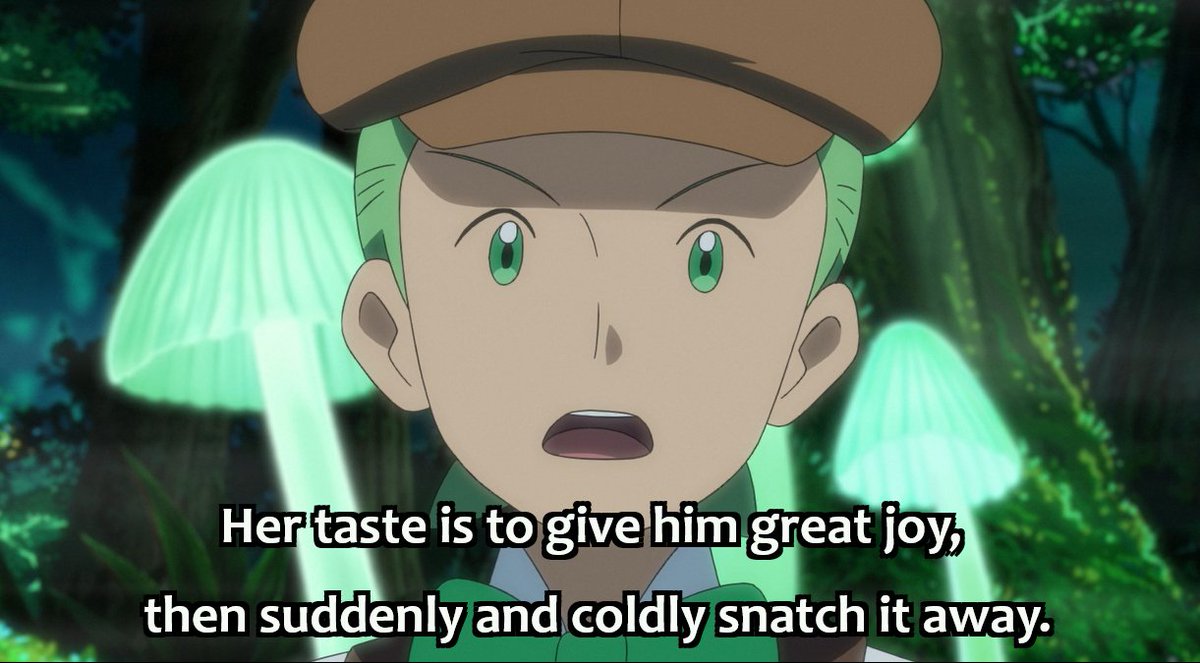 Her taste is to give him great joy,
then suddenly and coldly snatch it away.